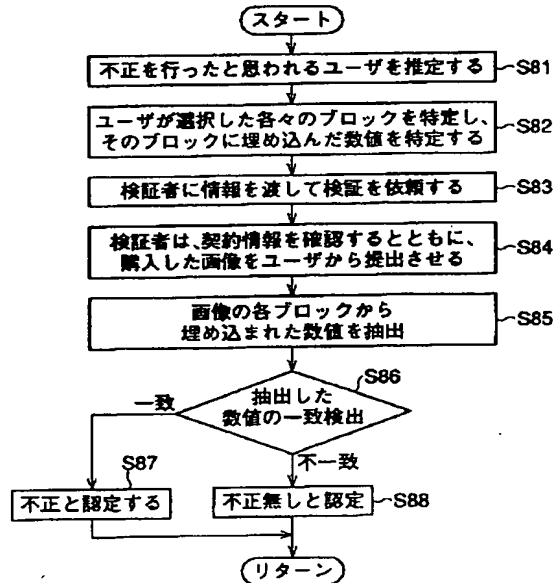 スタート
不正を行ったと思われるユーザを推定する
S81
ユーザが選択した各々のブロックを特定し、
そのブロックに埋め込んだ数値を特定する
S82
検証者に情報を渡して検証を依頼する
S83
検証者は、契約情報を確認するとともに、
購入した画像をユーザから提出させる
S84
画像の各ブロックから
埋め込まれた数値を抽出
S85
S86
抽出した
数値の一致検出
一致
不一致
S87
不正と認定する
不正無しと認定
S88
リターン